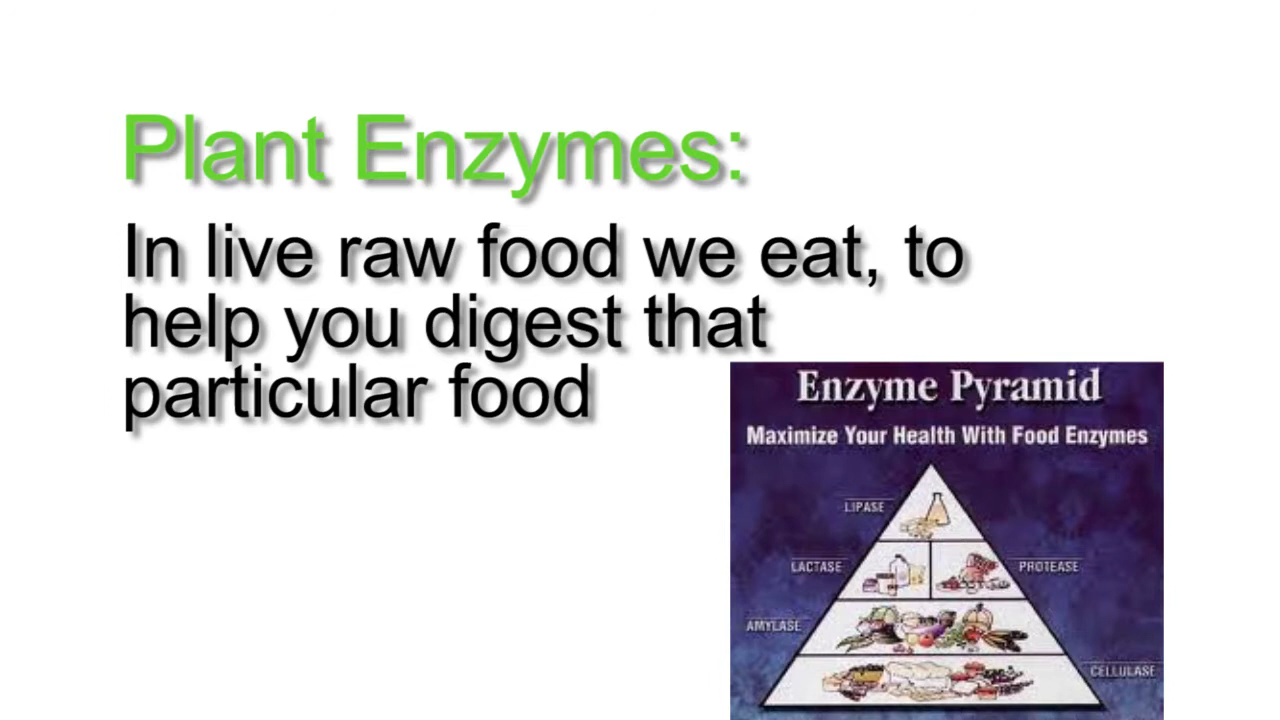 Plant Enzymes:
In live raw food we eat, to
help you digest that
particular food
Enzyme Pyramid
Maximize Your Health With Food Enzymes
LIPASE
LACTASE
PROTEASE
AMYLASE
CELLULASE